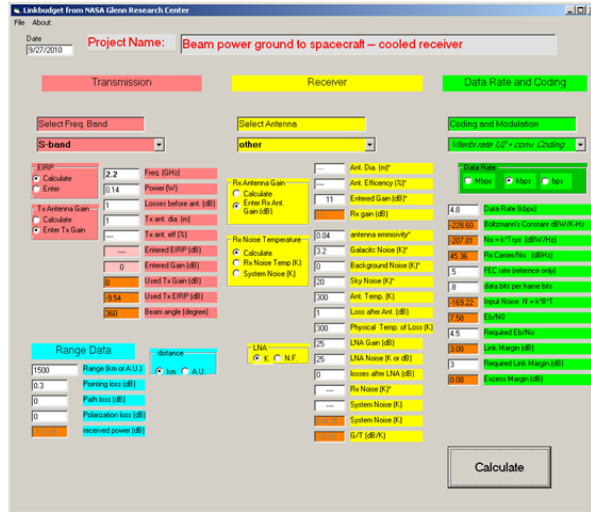 Linkbudget from NASA Glenn Research Center
File About
Date
9/27/2010
Project Name:
Beam power ground to spacecraft -- cooled receiver
Transmission
Receiver
Data Rate and Coding
Select Freq. Band
S-band
Select Antenna
other
Coding and Modulation
Viterbi rate 1/2 + conv. Coding
EIRP
Calculate
Enter
Tx Antenna Gain
Calculate
Enter Tx Gain
2.2 Freq. (GHz)
0.14 Power (W)
1 Losses before ant. (dB)
1 Tx ant. dia. (m)
--- Tx ant. eff (%)
--- Entered EIRP (dB)
0 Entered Gain (dB)
0 Used Tx Gain (dB)
-9.54 Used Tx EIRP (dB)
360 Beam angle (degree)
Rx Antenna Gain
Calculate
Enter Rx Ant. Gain (dB)
Rx Noise Temperature
Calculate
Rx Noise Temp (K)
System Noise (K)
LNA
K N.F.
--- Ant. Dia. (m)*
--- Ant. Efficency (%)*
11 Entered Gain (dB)*
Rx gain (dB)
0.04 antenna emmisivity*
3.2 Galacitc Noise (K)*
0 Background Noise (K)*
20 Sky Noise (K)*
300 Ant. Temp. (K)
1 Loss after Ant. (dB)
300 Physical Temp. of Loss (K)
25 LNA Gain (dB)
25 LNA Noise (K or dB)
0 losses after LNA (dB)
--- Rx Noise (K)*
--- System Noise (K)
System Noise (K)
G/T (dB/K)
Data Rate
Mbps kbps bps
4.8 Data Rate (kbps)
-228.60 Boltzmann's Constant dBW/K-Hz
-207.01 No = k*Tsys (dBW/Hz)
45.36 Rx Carrier/No (dBHz)
.5 FEC rate (refernce only)
.8 data bits per frame bits
-169.22 Input Noise N = k*B*T
7.58 Eb/N0
4.5 Required Eb/No
3.08 Link Margin (dB)
3 Required Link Margin (dB)
0.08 Excess Margin (dB)
Range Data
distance
km A.U.
1500 Range (km or A.U.)
0.3 Pointing loss (dB)
0 Path loss (dB)
0 Polarization loss (dB)
received power (dB)
Calculate